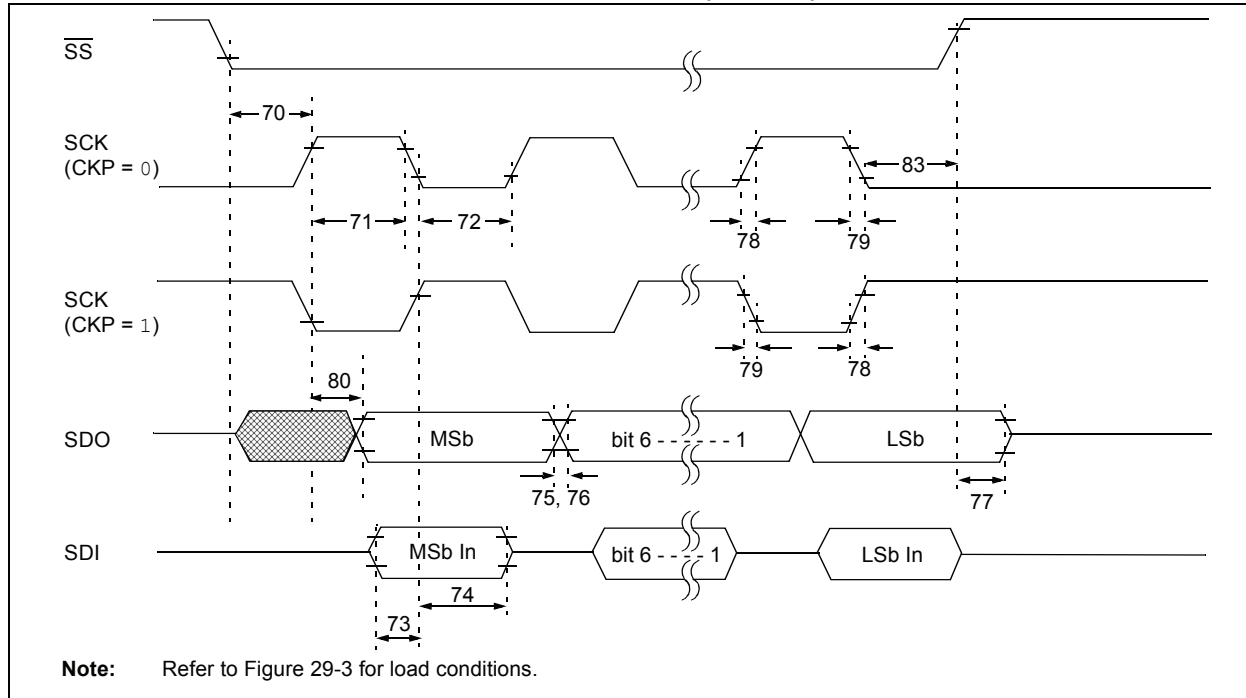 SS
70
SCK
(CKP = 0)
83
71
72
78
79
SCK
(CKP = 1)
79
78
80
SDO
MSb
bit 6 - - - - - - 1
LSb
75, 76
77
SDI
MSb In
bit 6 - - - - 1
LSb In
74
73
Note: Refer to Figure 29-3 for load conditions.